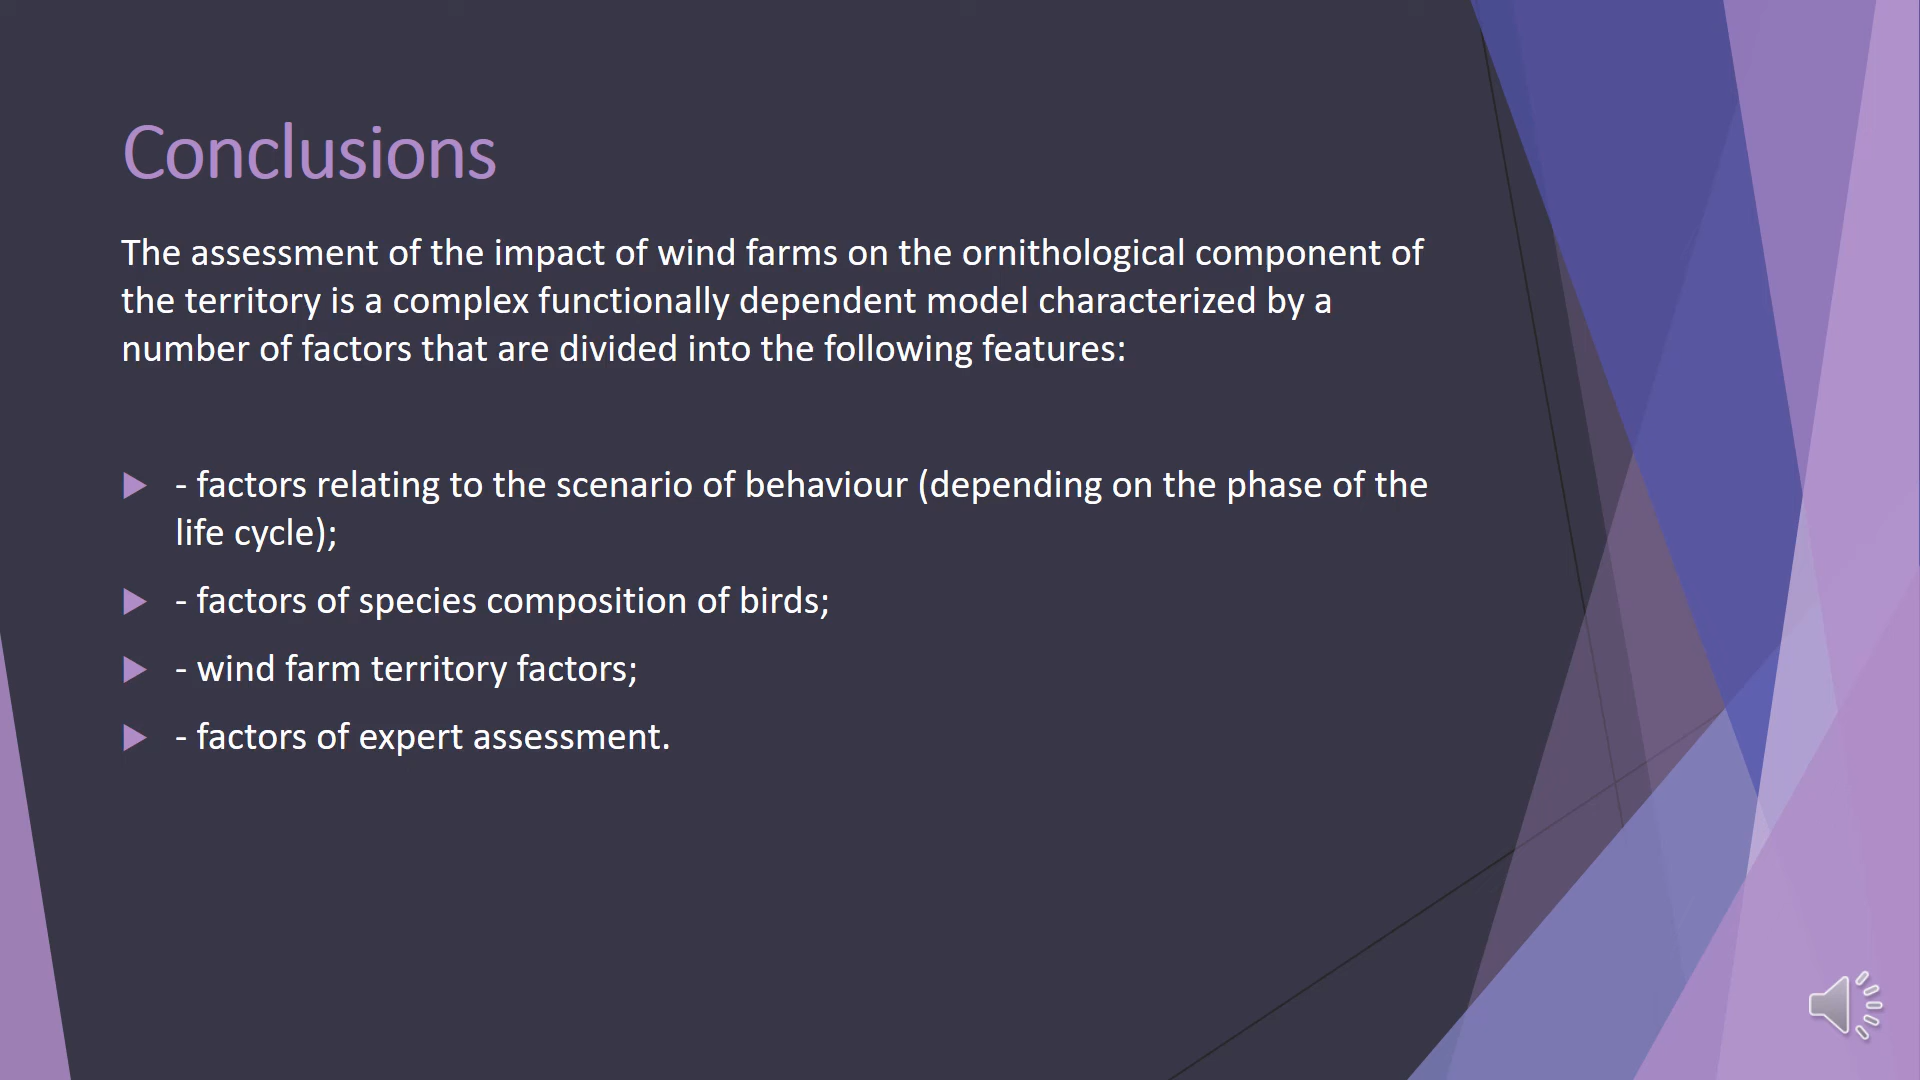 Conclusions
The assessment of the impact of wind farms on the ornithological component of
the territory is a complex functionally dependent model characterized by a
number of factors that are divided into the following features:
- factors relating to the scenario of behaviour (depending on the phase of the
life cycle);
- factors of species composition of birds;
- wind farm territory factors;
- factors of expert assessment.